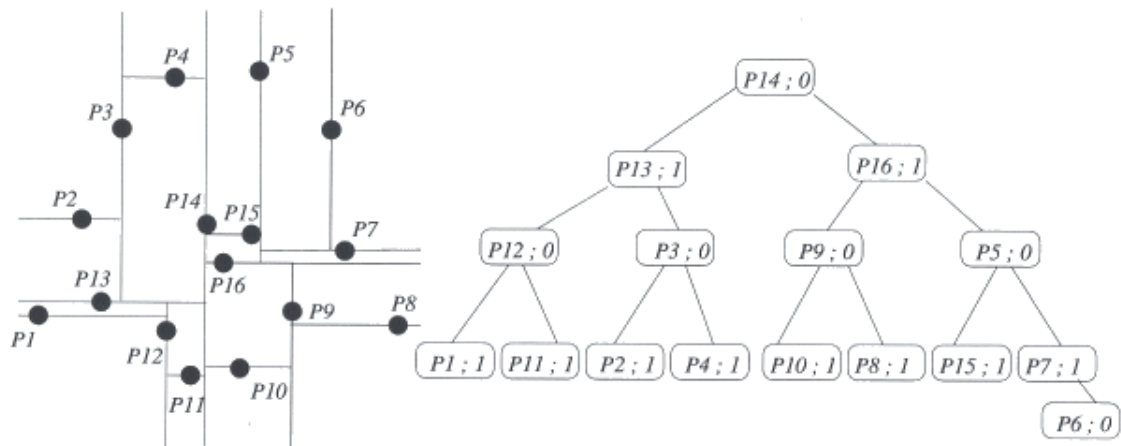 P4
P5
P3
P6
P2
P14
P15
P7
P13
P16
P1
P12
P9
P8
P11
P10
P14 ; 0
P13 ; 1
P16 ; 1
P12 ; 0
P3 ; 0
P9 ; 0
P5 ; 0
P1 ; 1
P11 ; 1
P2 ; 1
P4 ; 1
P10 ; 1
P8 ; 1
P15 ; 1
P7 ; 1
P6 ; 0